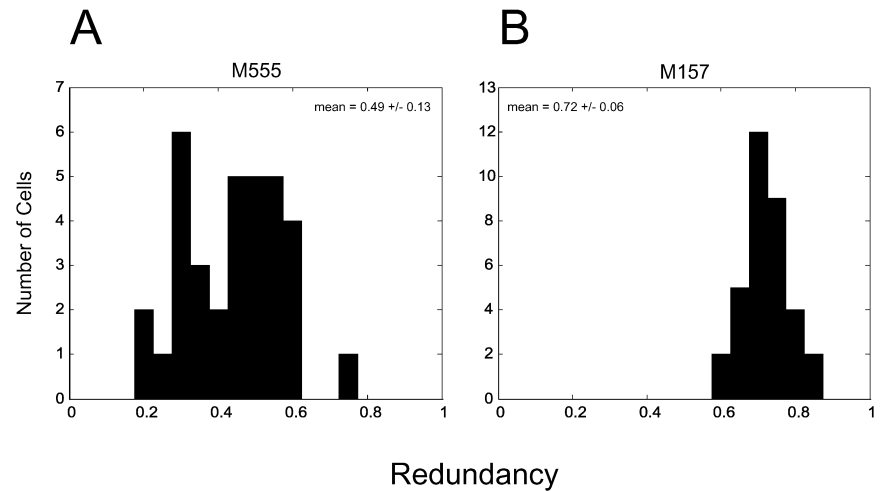 A
B
M555
M157
mean = 0.49 +/- 0.13
mean = 0.72 +/- 0.06
Number of Cells
7
6
5
4
3
2
1
0
0 0.2 0.4 0.6 0.8 1
13
12
10
8
6
4
2
0
0 0.2 0.4 0.6 0.8 1
Redundancy